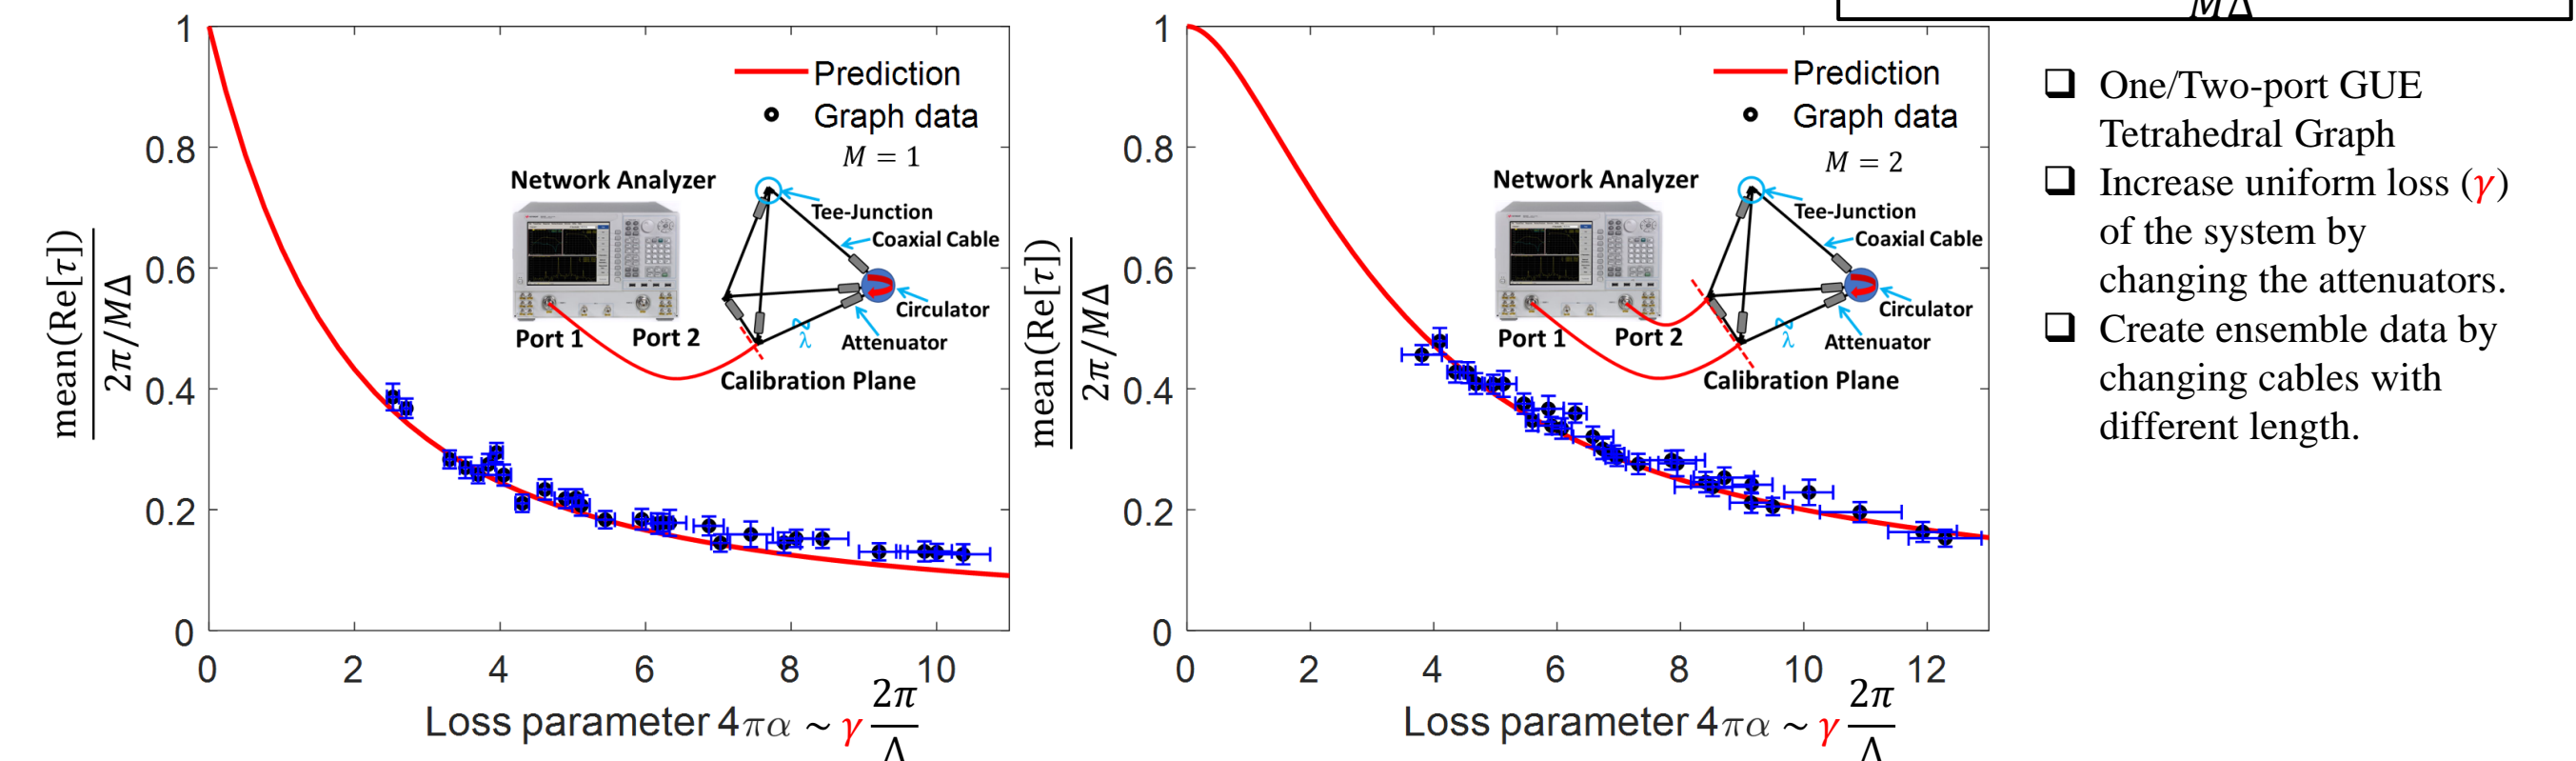 MΔ
1
0.8
0.6
0.4
0.2
0
0 2 4 6 8 10
mean(Re[τ])
2π/MΔ
Prediction
Graph data
M = 1
Network Analyzer
Tee-Junction
Coaxial Cable
Circulator
Port 1 Port 2
λ
Attenuator
Calibration Plane
Loss parameter 4πα ~ γ 2π
Δ
1
0.8
0.6
0.4
0.2
0
0 2 4 6 8 10 12
mean(Re[τ])
2π/MΔ
Prediction
Graph data
M = 2
Network Analyzer
Tee-Junction
Coaxial Cable
Circulator
Port 1 Port 2
λ
Attenuator
Calibration Plane
Loss parameter 4πα ~ γ 2π
Δ
❑ One/Two-port GUE
Tetrahedral Graph
❑ Increase uniform loss (γ)
of the system by
changing the attenuators.
❑ Create ensemble data by
changing cables with
different length.